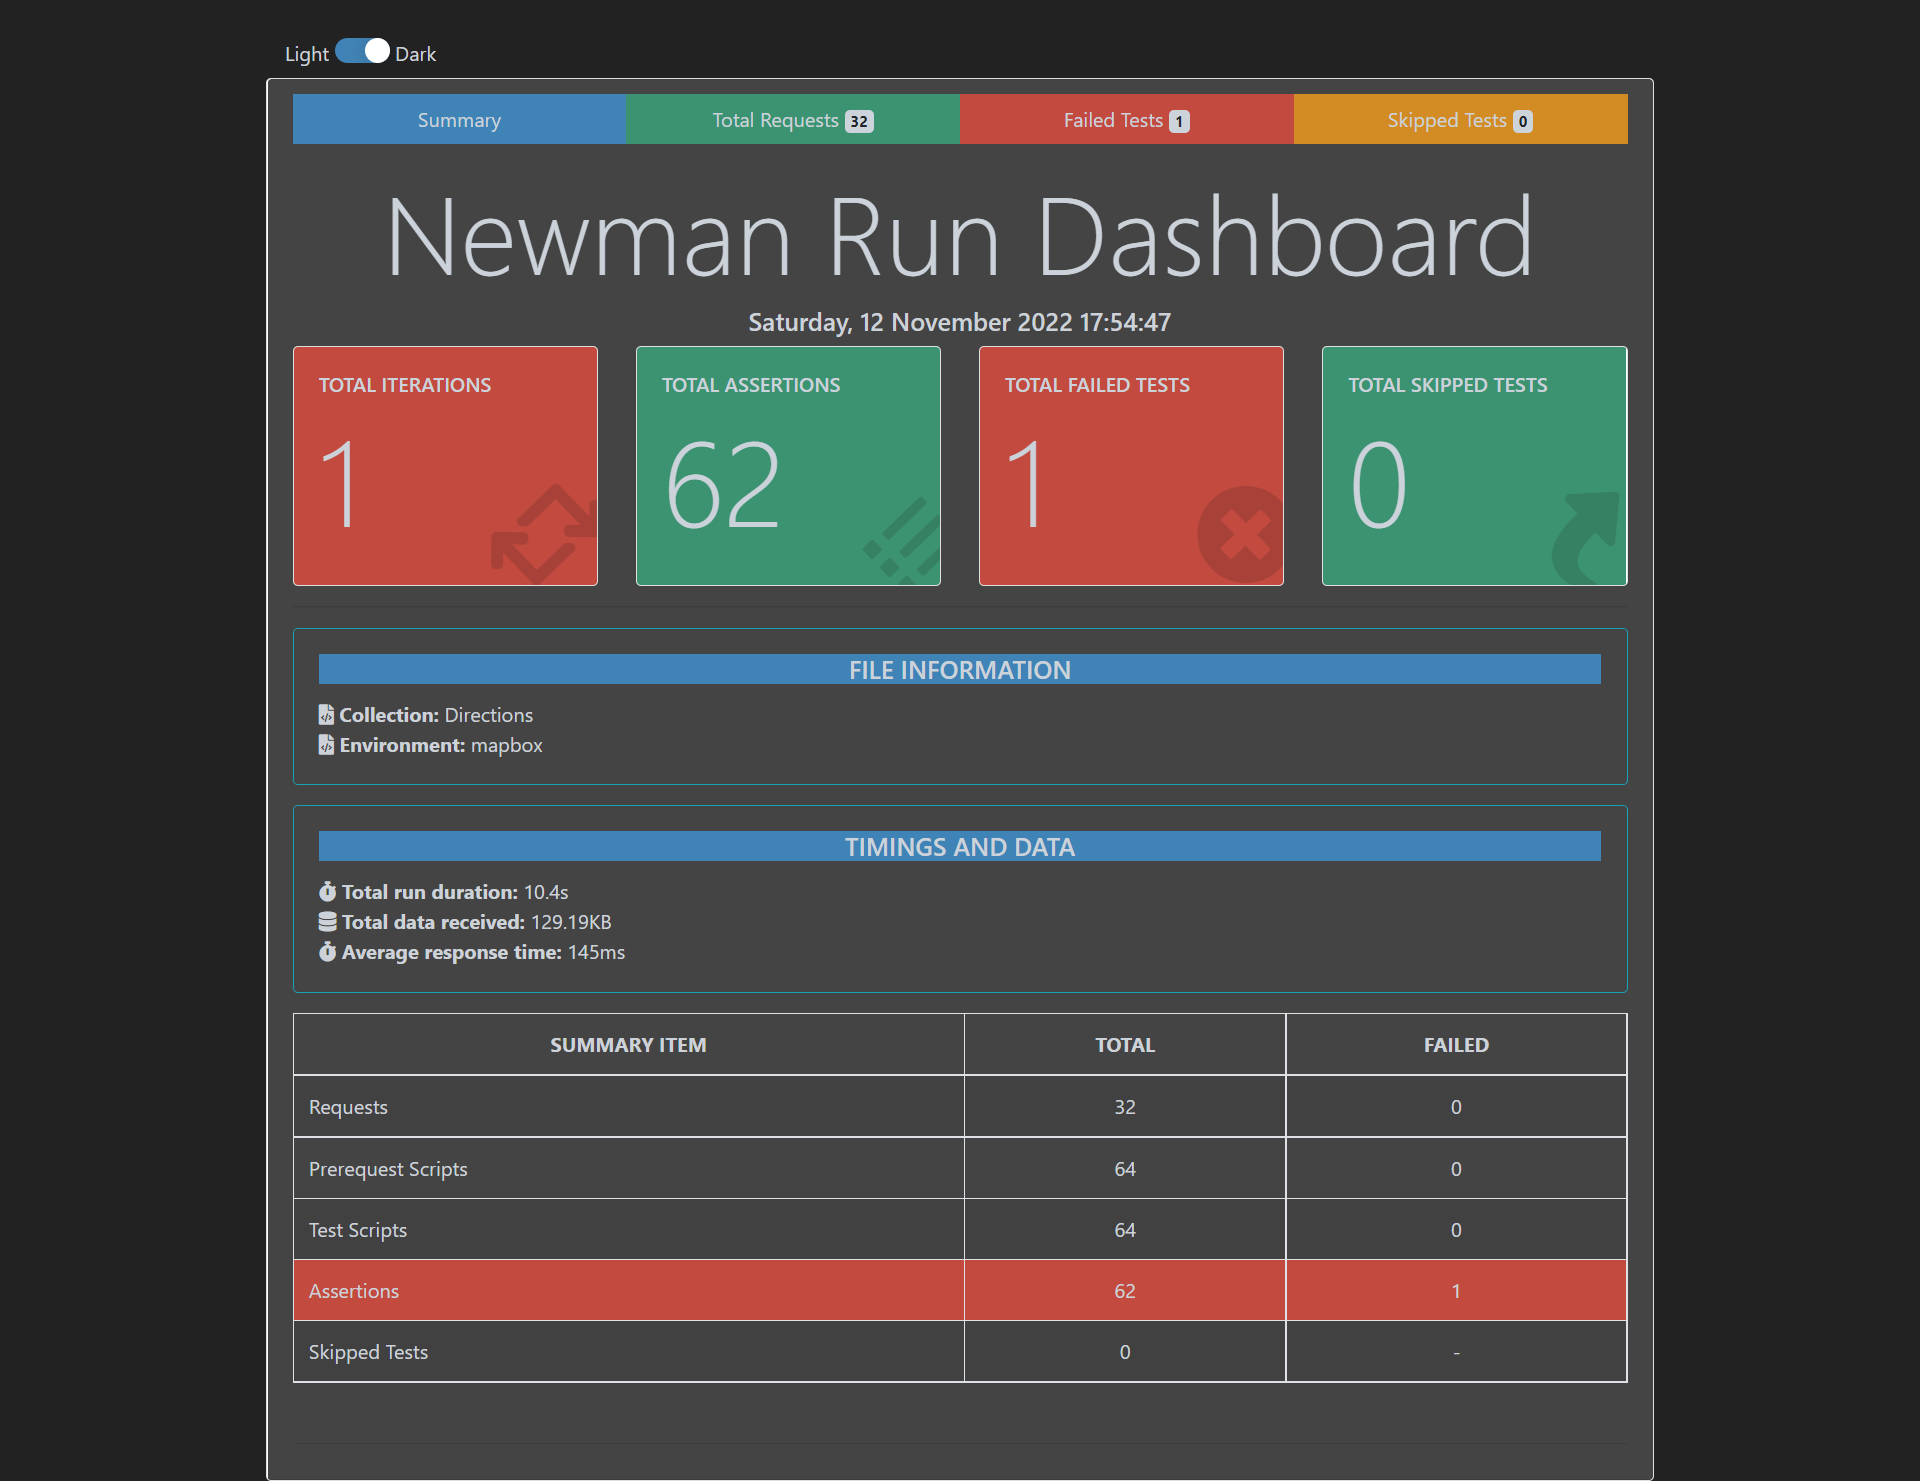 Light Dark
Summary Total Requests 32 Failed Tests 1 Skipped Tests 0
Newman Run Dashboard
Saturday, 12 November 2022 17:54:47
TOTAL ITERATIONS TOTAL ASSERTIONS TOTAL FAILED TESTS TOTAL SKIPPED TESTS
1 62 1 0
FILE INFORMATION
Collection: Directions
Environment: mapbox
TIMINGS AND DATA
Total run duration: 10.4s
Total data received: 129.19KB
Average response time: 145ms
SUMMARY ITEM TOTAL FAILED
Requests 32 0
Prerequest Scripts 64 0
Test Scripts 64 0
Assertions 62 1
Skipped Tests 0 -